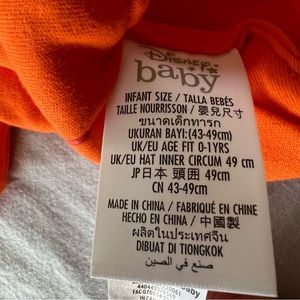 Disney
baby
INFANT SIZE / TALLA BEBÉS
TAILLE NOURRISSON / 嬰兒尺寸
ขนาดเด็กทารก
UKURAN BAYI: (43-49cm)
UK/EU AGE FIT 0-1YRS
UK/EU HAT INNER CIRCUM 49 cm
JP日本 頭囲 49cm
CN 43-49cm
MADE IN CHINA / FABRIQUÉ EN CHINE
HECHO EN CHINA / 中國製
ผลิตในประเทศจีน
DIBUAT DI TIONGKOK
صنع في الصين